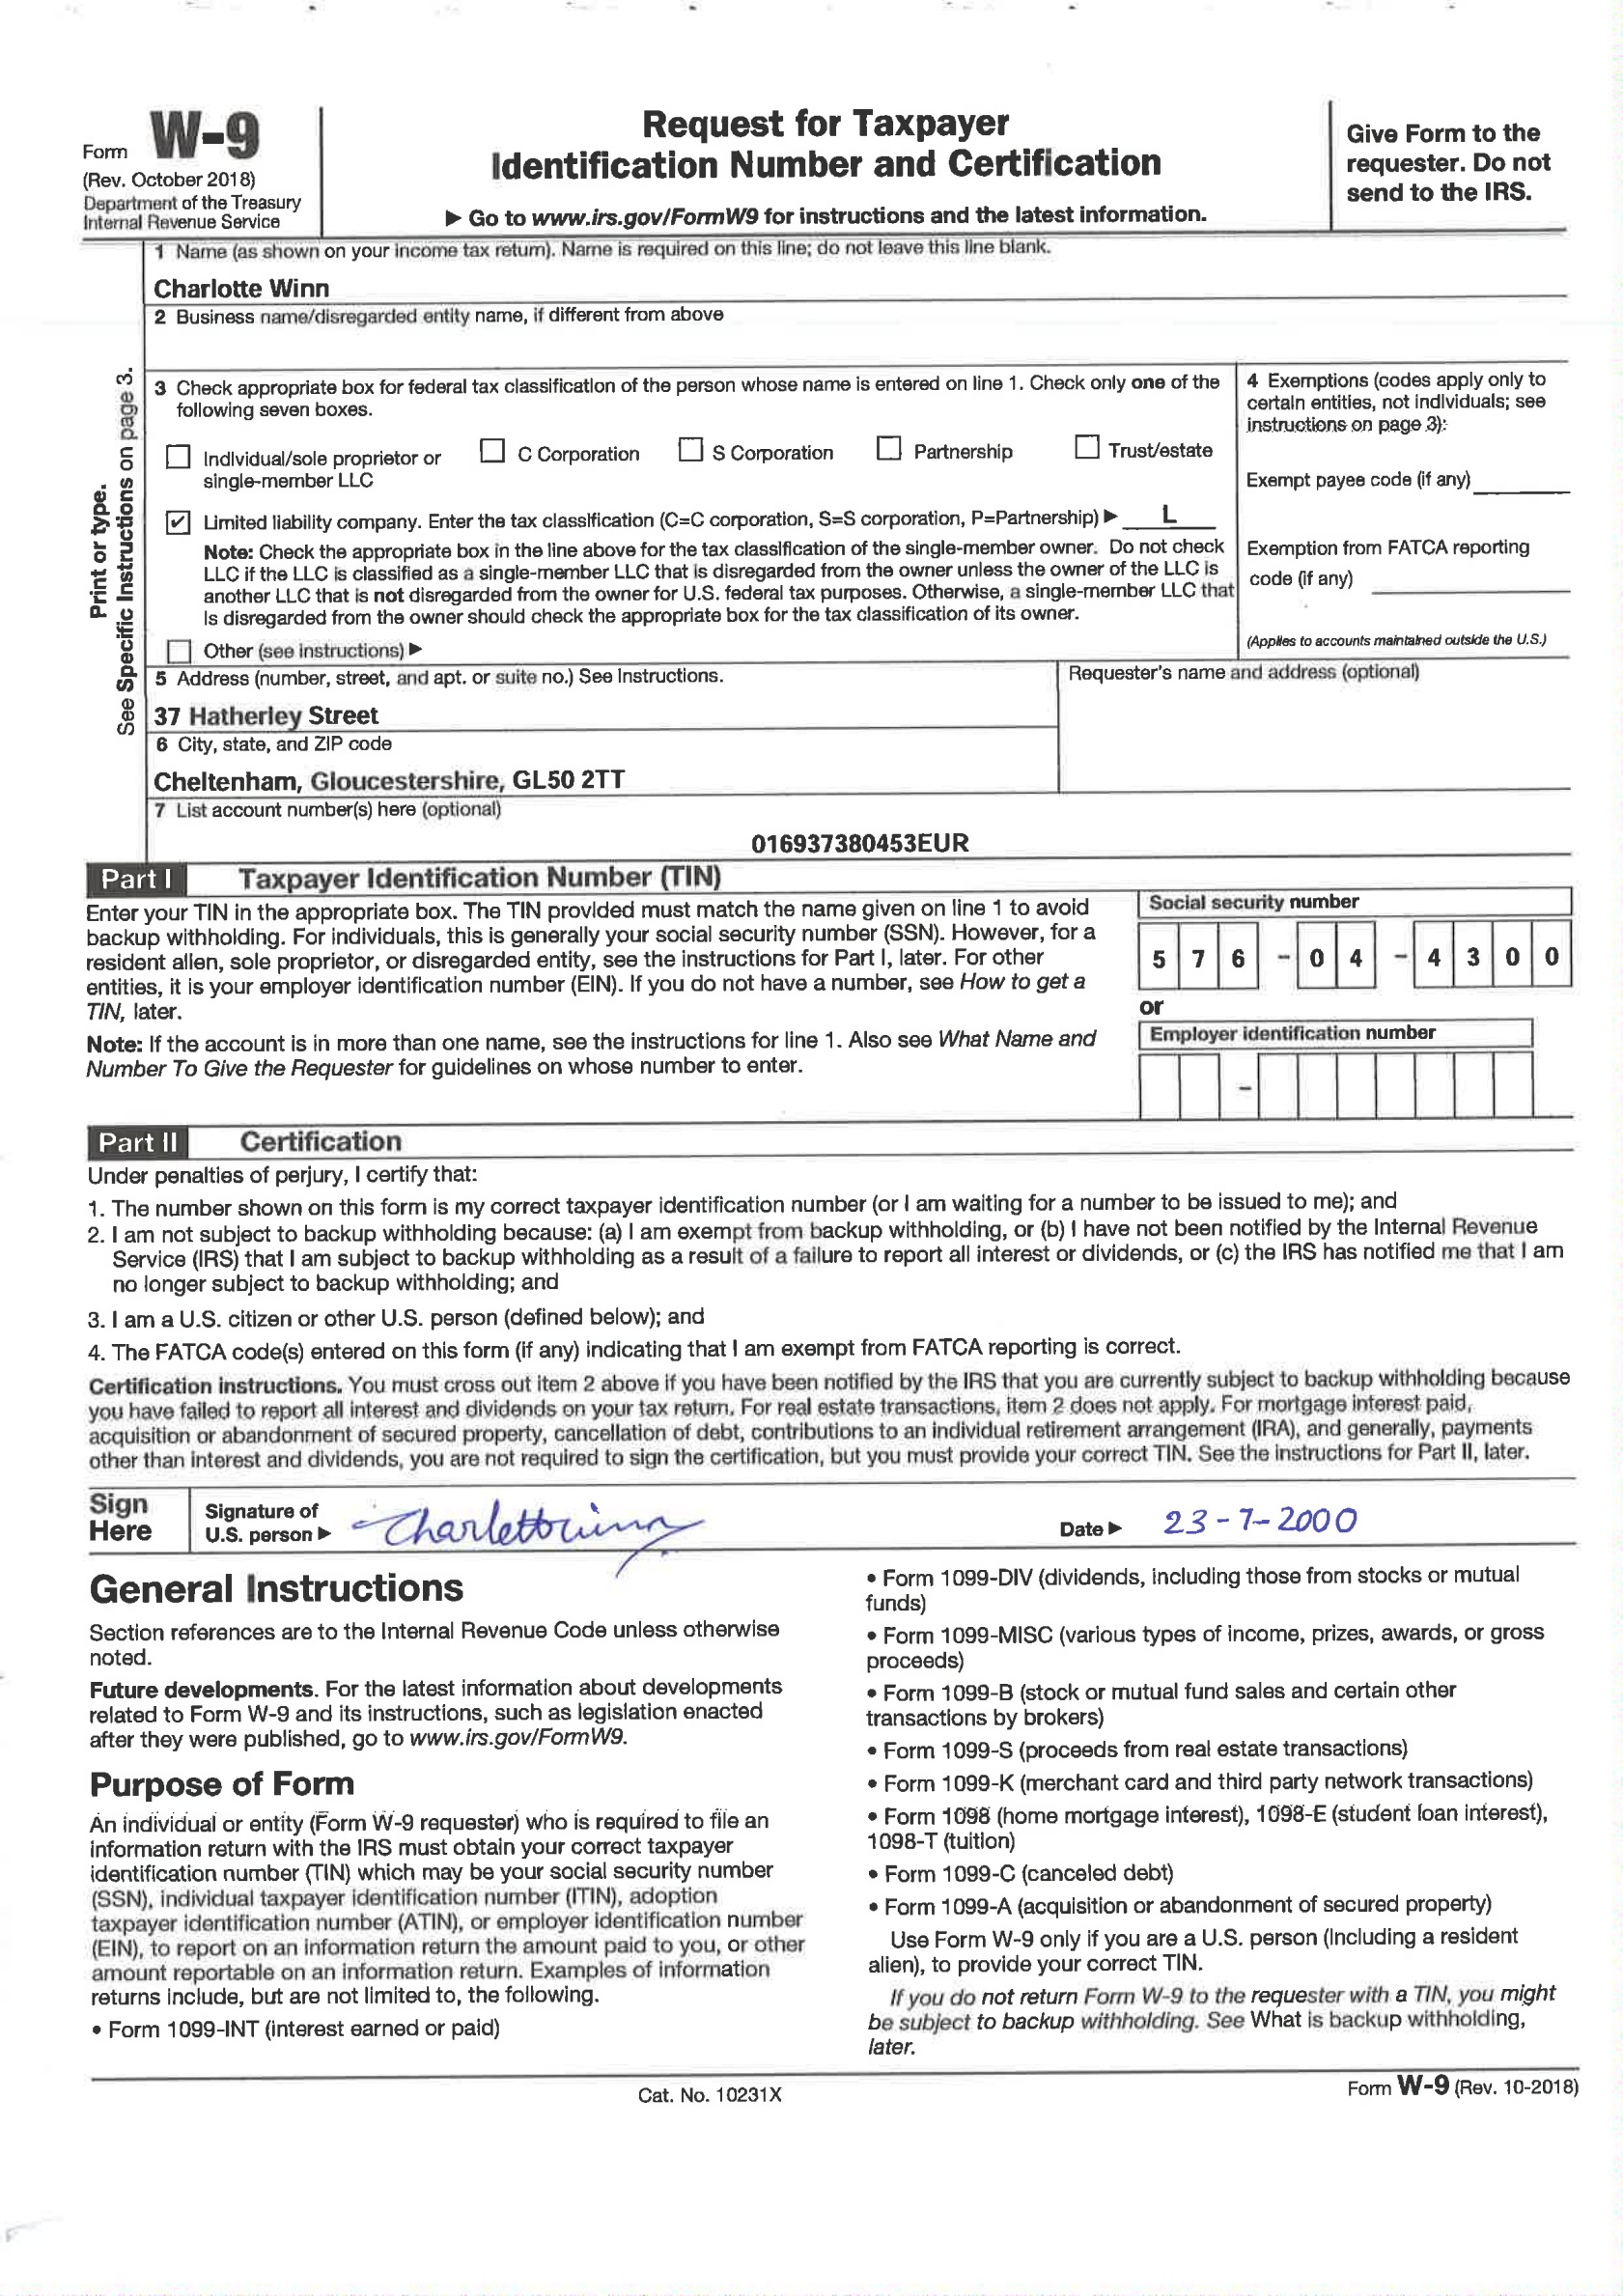 Form W-9
(Rev. October 2018)
Department of the Treasury
Internal Revenue Service
Request for Taxpayer
Identification Number and Certification
▶ Go to www.irs.gov/FormW9 for instructions and the latest information.
Give Form to the
requester. Do not
send to the IRS.
Print or type.
See Specific Instructions on page 3.
1 Name (as shown on your income tax return). Name is required on this line; do not leave this line blank.
Charlotte Winn
2 Business name/disregarded entity name, if different from above
3 Check appropriate box for federal tax classification of the person whose name is entered on line 1. Check only one of the
following seven boxes.
Individual/sole proprietor or
single-member LLC
C Corporation
S Corporation
Partnership
Trust/estate
Limited liability company. Enter the tax classification (C=C corporation, S=S corporation, P=Partnership) ▶ L
Note: Check the appropriate box in the line above for the tax classification of the single-member owner. Do not check
LLC if the LLC is classified as a single-member LLC that is disregarded from the owner unless the owner of the LLC is
another LLC that is not disregarded from the owner for U.S. federal tax purposes. Otherwise, a single-member LLC that
is disregarded from the owner should check the appropriate box for the tax classification of its owner.
Other (see instructions) ▶
4 Exemptions (codes apply only to
certain entities, not individuals; see
instructions on page 3):
Exempt payee code (if any)
Exemption from FATCA reporting
code (if any)
(Applies to accounts maintained outside the U.S.)
5 Address (number, street, and apt. or suite no.) See Instructions.
37 Hatherley Street
6 City, state, and ZIP code
Cheltenham, Gloucestershire, GL50 2TT
Requester's name and address (optional)
7 List account number(s) here (optional)
016937380453EUR
Part I Taxpayer Identification Number (TIN)
Enter your TIN in the appropriate box. The TIN provided must match the name given on line 1 to avoid
backup withholding. For individuals, this is generally your social security number (SSN). However, for a
resident alien, sole proprietor, or disregarded entity, see the instructions for Part I, later. For other
entities, it is your employer identification number (EIN). If you do not have a number, see How to get a
TIN, later.
Note: If the account is in more than one name, see the instructions for line 1. Also see What Name and
Number To Give the Requester for guidelines on whose number to enter.
Social security number
5 7 6 - 0 4 - 4 3 0 0
or
Employer identification number
-
Part II Certification
Under penalties of perjury, I certify that:
1. The number shown on this form is my correct taxpayer identification number (or I am waiting for a number to be issued to me); and
2. I am not subject to backup withholding because: (a) I am exempt from backup withholding, or (b) I have not been notified by the Internal Revenue
Service (IRS) that I am subject to backup withholding as a result of a failure to report all interest or dividends, or (c) the IRS has notified me that I am
no longer subject to backup withholding; and
3. I am a U.S. citizen or other U.S. person (defined below); and
4. The FATCA code(s) entered on this form (if any) indicating that I am exempt from FATCA reporting is correct.
Certification instructions. You must cross out item 2 above if you have been notified by the IRS that you are currently subject to backup withholding because
you have failed to report all interest and dividends on your tax return. For real estate transactions, item 2 does not apply. For mortgage interest paid,
acquisition or abandonment of secured property, cancellation of debt, contributions to an individual retirement arrangement (IRA), and generally, payments
other than interest and dividends, you are not required to sign the certification, but you must provide your correct TIN. See the instructions for Part II, later.
Sign
Here
Signature of
U.S. person ▶ Charlottewinn
Date ▶ 23-7-2000
General Instructions
Section references are to the Internal Revenue Code unless otherwise
noted.
Future developments. For the latest information about developments
related to Form W-9 and its instructions, such as legislation enacted
after they were published, go to www.irs.gov/FormW9.
Purpose of Form
An individual or entity (Form W-9 requester) who is required to file an
information return with the IRS must obtain your correct taxpayer
identification number (TIN) which may be your social security number
(SSN), individual taxpayer identification number (ITIN), adoption
taxpayer identification number (ATIN), or employer identification number
(EIN), to report on an information return the amount paid to you, or other
amount reportable on an information return. Examples of information
returns include, but are not limited to, the following.
• Form 1099-INT (interest earned or paid)
• Form 1099-DIV (dividends, including those from stocks or mutual
funds)
• Form 1099-MISC (various types of income, prizes, awards, or gross
proceeds)
• Form 1099-B (stock or mutual fund sales and certain other
transactions by brokers)
• Form 1099-S (proceeds from real estate transactions)
• Form 1099-K (merchant card and third party network transactions)
• Form 1098 (home mortgage interest), 1098-E (student loan interest),
1098-T (tuition)
• Form 1099-C (canceled debt)
• Form 1099-A (acquisition or abandonment of secured property)
Use Form W-9 only if you are a U.S. person (including a resident
alien), to provide your correct TIN.
If you do not return Form W-9 to the requester with a TIN, you might
be subject to backup withholding. See What is backup withholding,
later.
Cat. No. 10231X
Form W-9 (Rev. 10-2018)